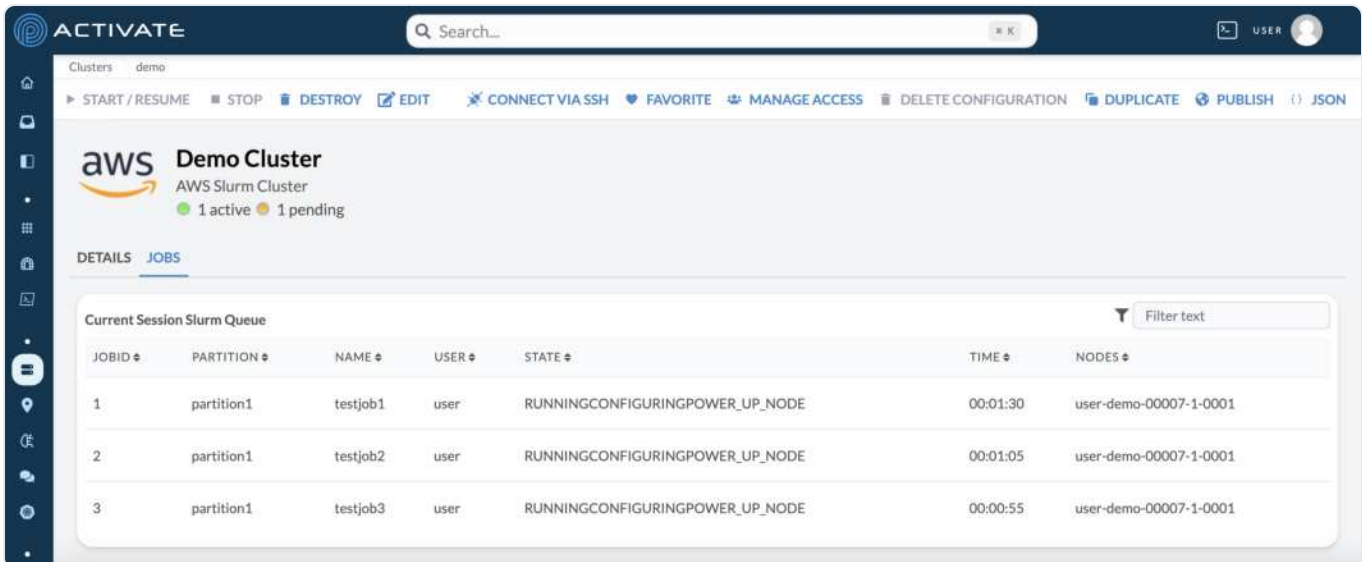 ACTIVATE Search... ⌘ K USER
Clusters demo
START / RESUME STOP DESTROY EDIT CONNECT VIA SSH FAVORITE MANAGE ACCESS DELETE CONFIGURATION DUPLICATE PUBLISH {} JSON
aws Demo Cluster
AWS Slurm Cluster
1 active 1 pending
DETAILS JOBS
Current Session Slurm Queue Filter text
JOBID PARTITION NAME USER STATE TIME NODES
1 partition1 testjob1 user RUNNINGCONFIGURINGPOWER_UP_NODE 00:01:30 user-demo-00007-1-0001
2 partition1 testjob2 user RUNNINGCONFIGURINGPOWER_UP_NODE 00:01:05 user-demo-00007-1-0001
3 partition1 testjob3 user RUNNINGCONFIGURINGPOWER_UP_NODE 00:00:55 user-demo-00007-1-0001